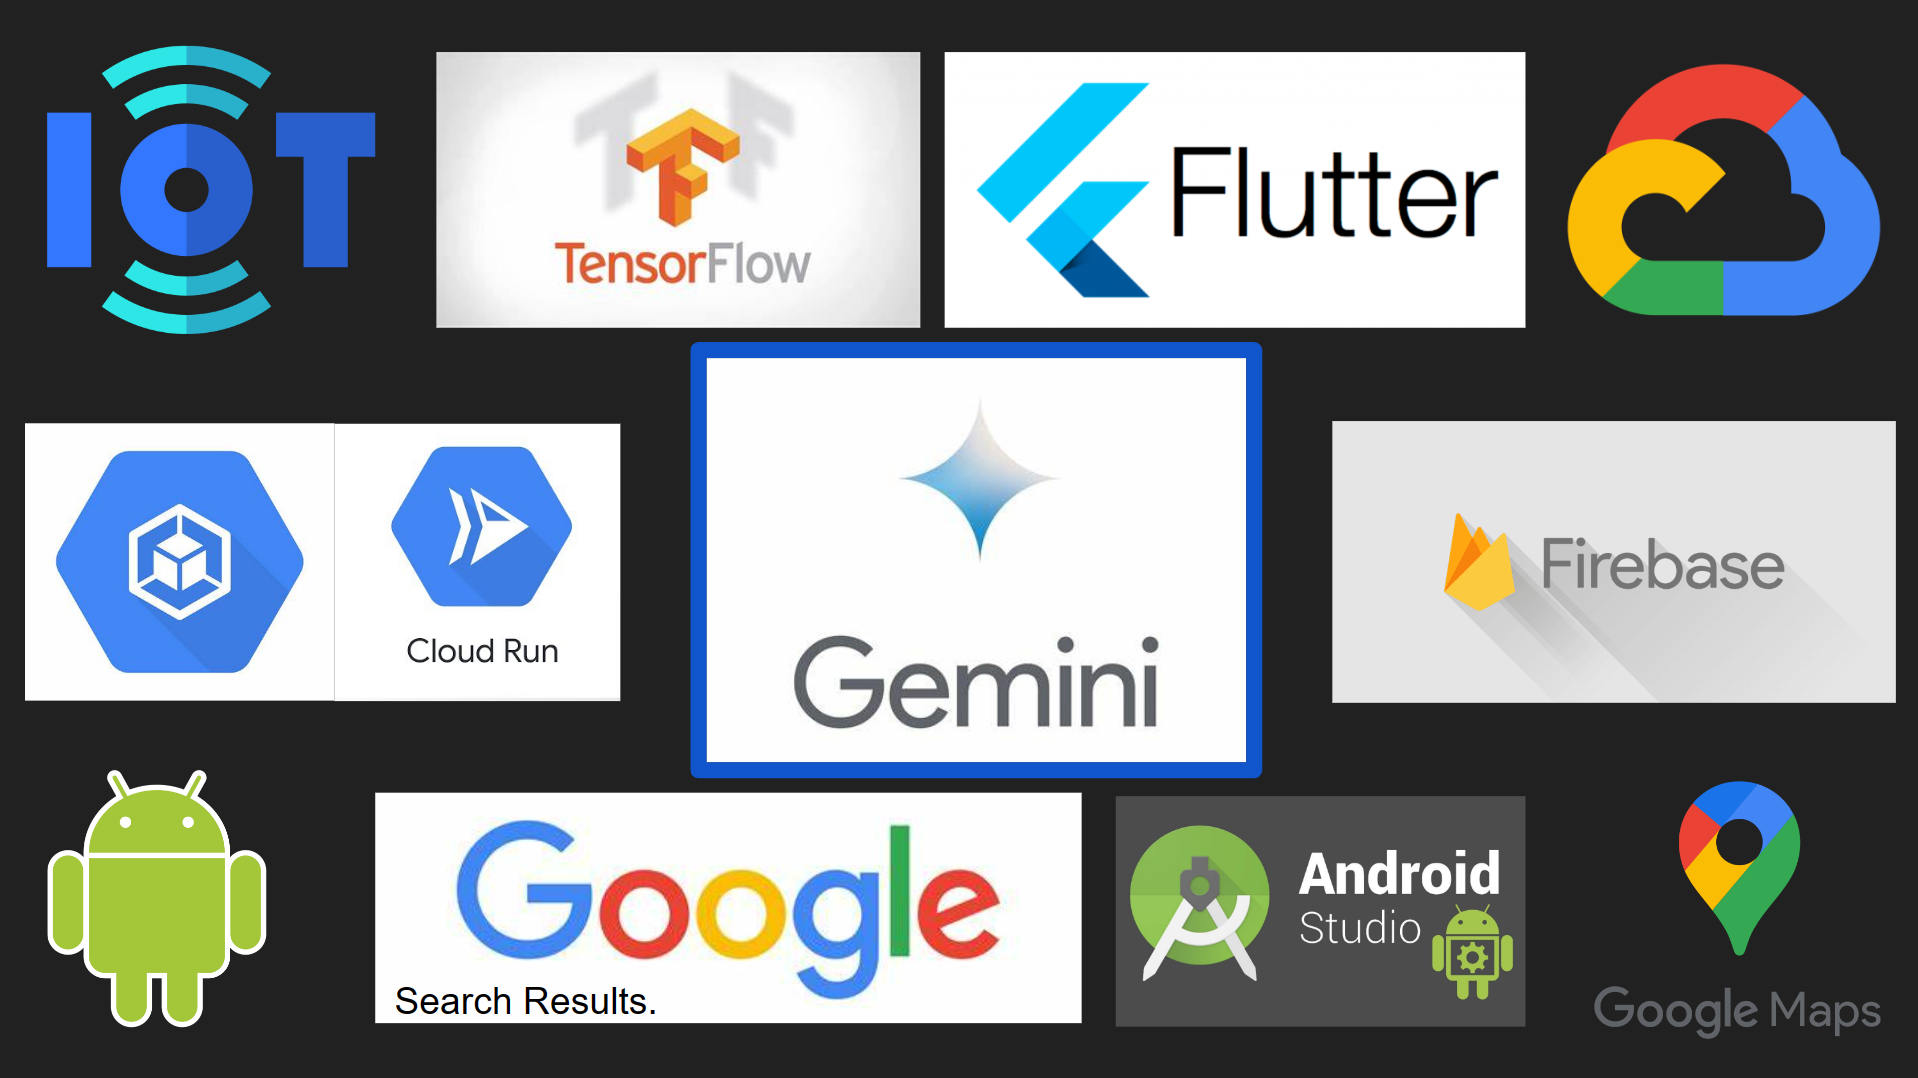 IOT
TensorFlow
Flutter
Cloud Run
Gemini
Firebase
Google
Search Results.
Android
Studio
Google Maps